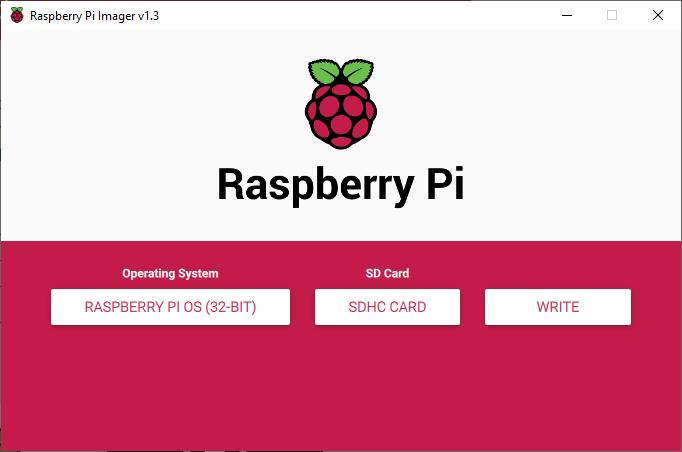 Raspberry Pi Imager v1.3
Raspberry Pi
Operating System
SD Card
RASPBERRY PI OS (32-BIT)
SDHC CARD
WRITE